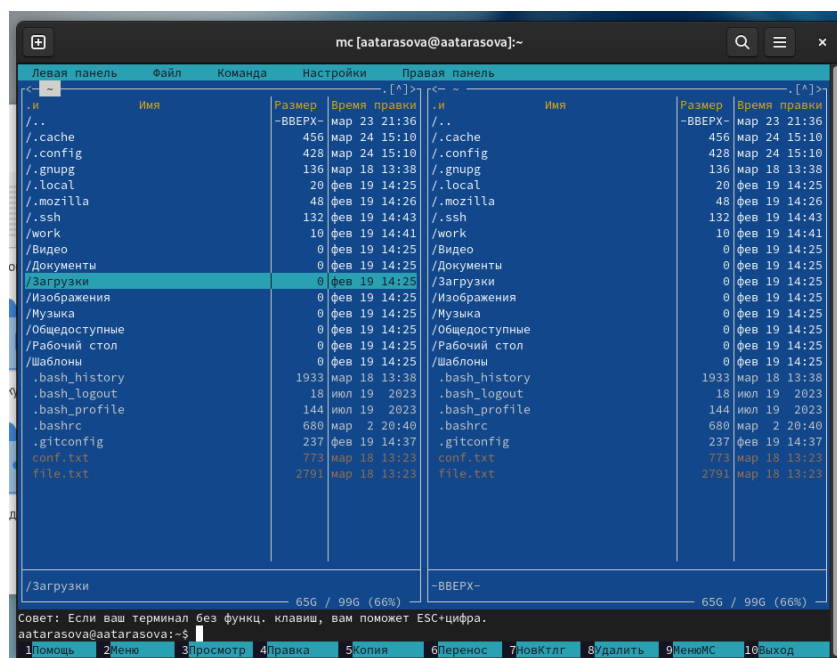 mc [aatarasova@aatarasova]:~
Левая панель Файл Команда Настройки Правая панель
<— ~ .[^]> <— ~ .[^]>
.и Имя Размер Время правки .и Имя Размер Время правки
/.. -ВВЕРХ- мар 23 21:36 /.. -ВВЕРХ- мар 23 21:36
/.cache 456 мар 24 15:10 /.cache 456 мар 24 15:10
/.config 428 мар 24 15:10 /.config 428 мар 24 15:10
/.gnupg 136 мар 18 13:38 /.gnupg 136 мар 18 13:38
/.local 20 фев 19 14:25 /.local 20 фев 19 14:25
/.mozilla 48 фев 19 14:26 /.mozilla 48 фев 19 14:26
/.ssh 132 фев 19 14:43 /.ssh 132 фев 19 14:43
/work 10 фев 19 14:41 /work 10 фев 19 14:41
/Видео 0 фев 19 14:25 /Видео 0 фев 19 14:25
/Документы 0 фев 19 14:25 /Документы 0 фев 19 14:25
/Загрузки 0 фев 19 14:25 /Загрузки 0 фев 19 14:25
/Изображения 0 фев 19 14:25 /Изображения 0 фев 19 14:25
/Музыка 0 фев 19 14:25 /Музыка 0 фев 19 14:25
/Общедоступные 0 фев 19 14:25 /Общедоступные 0 фев 19 14:25
/Рабочий стол 0 фев 19 14:25 /Рабочий стол 0 фев 19 14:25
/Шаблоны 0 фев 19 14:25 /Шаблоны 0 фев 19 14:25
.bash_history 1933 мар 18 13:38 .bash_history 1933 мар 18 13:38
.bash_logout 18 июл 19 2023 .bash_logout 18 июл 19 2023
.bash_profile 144 июл 19 2023 .bash_profile 144 июл 19 2023
.bashrc 680 мар 2 20:40 .bashrc 680 мар 2 20:40
.gitconfig 237 фев 19 14:37 .gitconfig 237 фев 19 14:37
conf.txt 773 мар 18 13:23 conf.txt 773 мар 18 13:23
file.txt 2791 мар 18 13:23 file.txt 2791 мар 18 13:23
/Загрузки -ВВЕРХ-
65G / 99G (66%) 65G / 99G (66%)
Совет: Если ваш терминал без функц. клавиш, вам поможет ESC+цифра.
aatarasova@aatarasova:~$
1Помощь 2Меню 3Просмотр 4Правка 5Копия 6Перенос 7НовКтлг 8Удалить 9МенюМС 10Выход